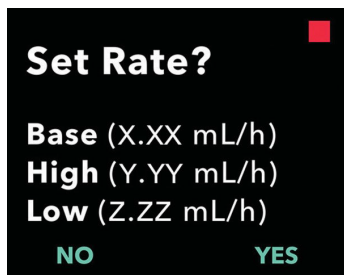 Set Rate?
Base (X.XX mL/h)
High (Y.YY mL/h)
Low (Z.ZZ mL/h)
NO YES